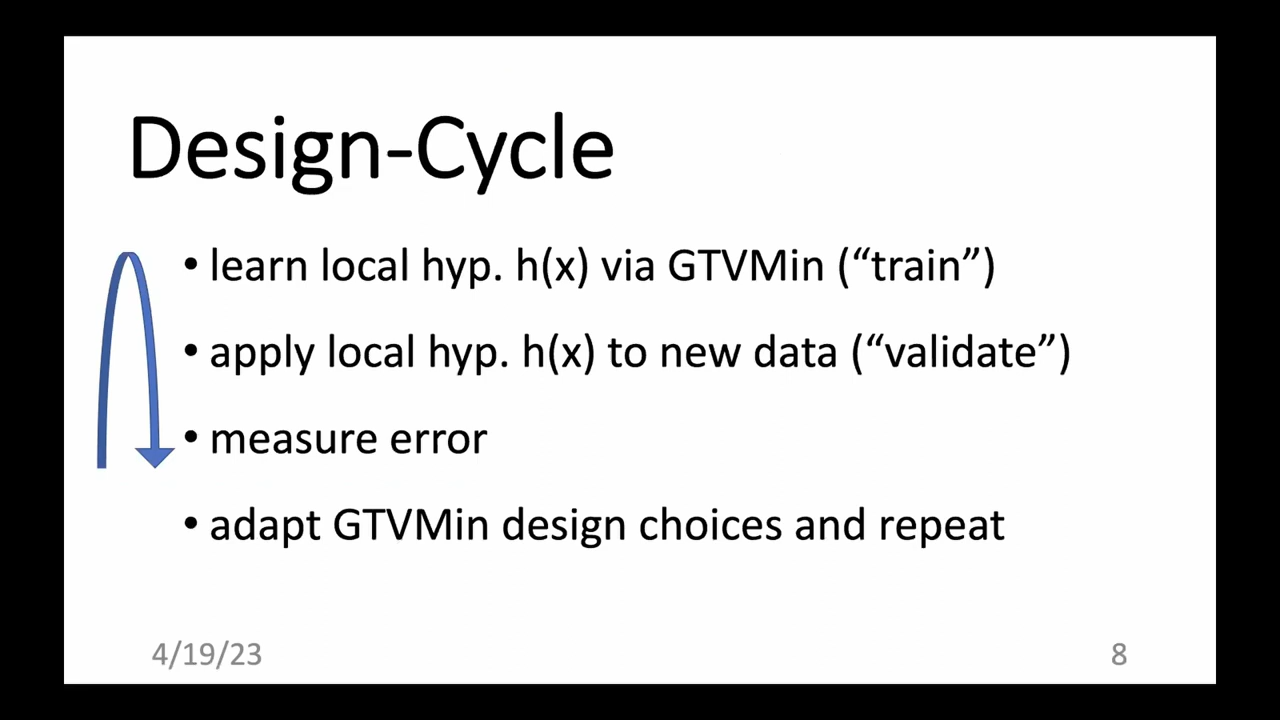 Design-Cycle
• learn local hyp. h(x) via GTVMin (“train”)
• apply local hyp. h(x) to new data (“validate”)
• measure error
• adapt GTVMin design choices and repeat
4/19/23
8